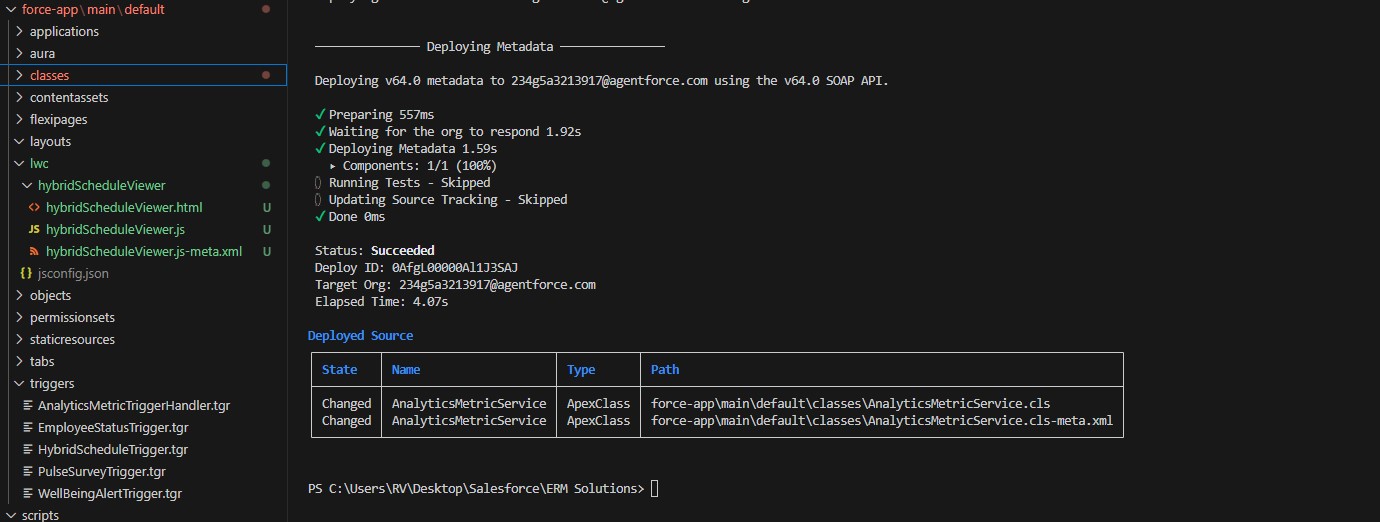 force-app\main\default
applications
aura
classes
contentassets
flexipages
layouts
lwc
hybridScheduleViewer
hybridScheduleViewer.html U
JS hybridScheduleViewer.js U
hybridScheduleViewer.js-meta.xml U
{} jsconfig.json
objects
permissionsets
staticresources
tabs
triggers
AnalyticsMetricTriggerHandler.tgr
EmployeeStatusTrigger.tgr
HybridScheduleTrigger.tgr
PulseSurveyTrigger.tgr
WellBeingAlertTrigger.tgr
scripts
Deploying Metadata
Deploying v64.0 metadata to 234g5a3213917@agentforce.com using the v64.0 SOAP API.
✓ Preparing 557ms
✓ Waiting for the org to respond 1.92s
✓ Deploying Metadata 1.59s
▸ Components: 1/1 (100%)
Running Tests - Skipped
Updating Source Tracking - Skipped
✓ Done 0ms
Status: Succeeded
Deploy ID: 0AfgL00000Al1J3SAJ
Target Org: 234g5a3213917@agentforce.com
Elapsed Time: 4.07s
Deployed Source
State Name Type Path
Changed AnalyticsMetricService ApexClass force-app\main\default\classes\AnalyticsMetricService.cls
Changed AnalyticsMetricService ApexClass force-app\main\default\classes\AnalyticsMetricService.cls-meta.xml
PS C:\Users\RV\Desktop\Salesforce\ERM Solutions>